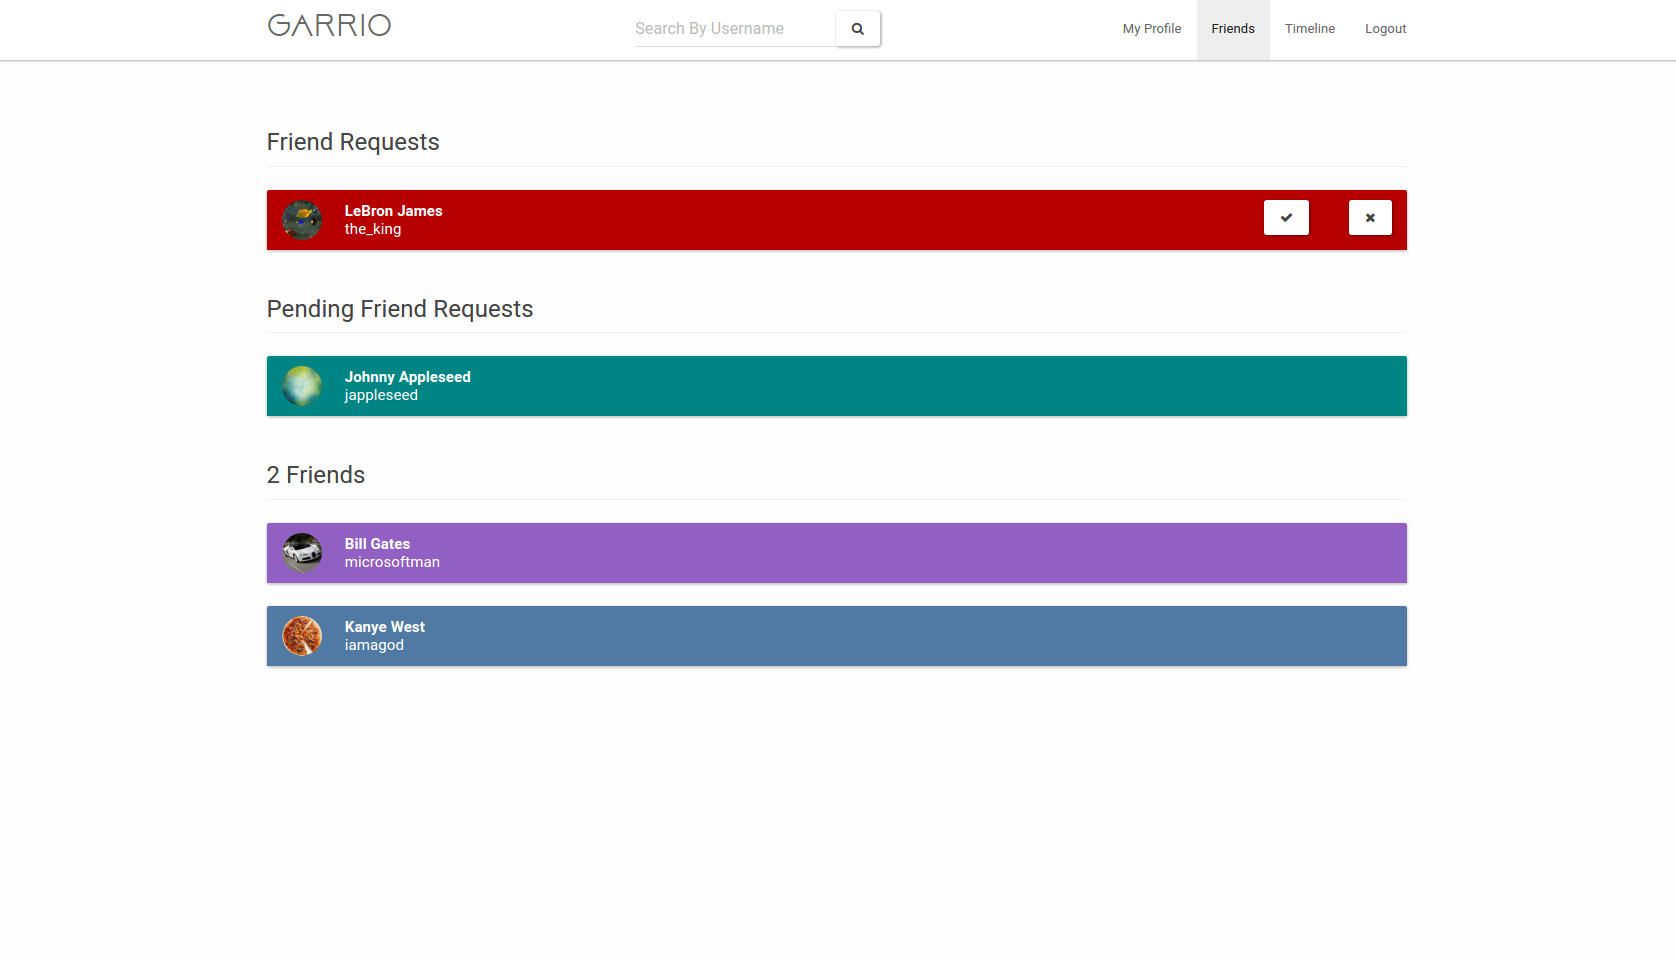 GARRIO
Search By Username
My Profile
Friends
Timeline
Logout
Friend Requests
LeBron James
the_king
Pending Friend Requests
Johnny Appleseed
jappleseed
2 Friends
Bill Gates
microsoftman
Kanye West
iamagod